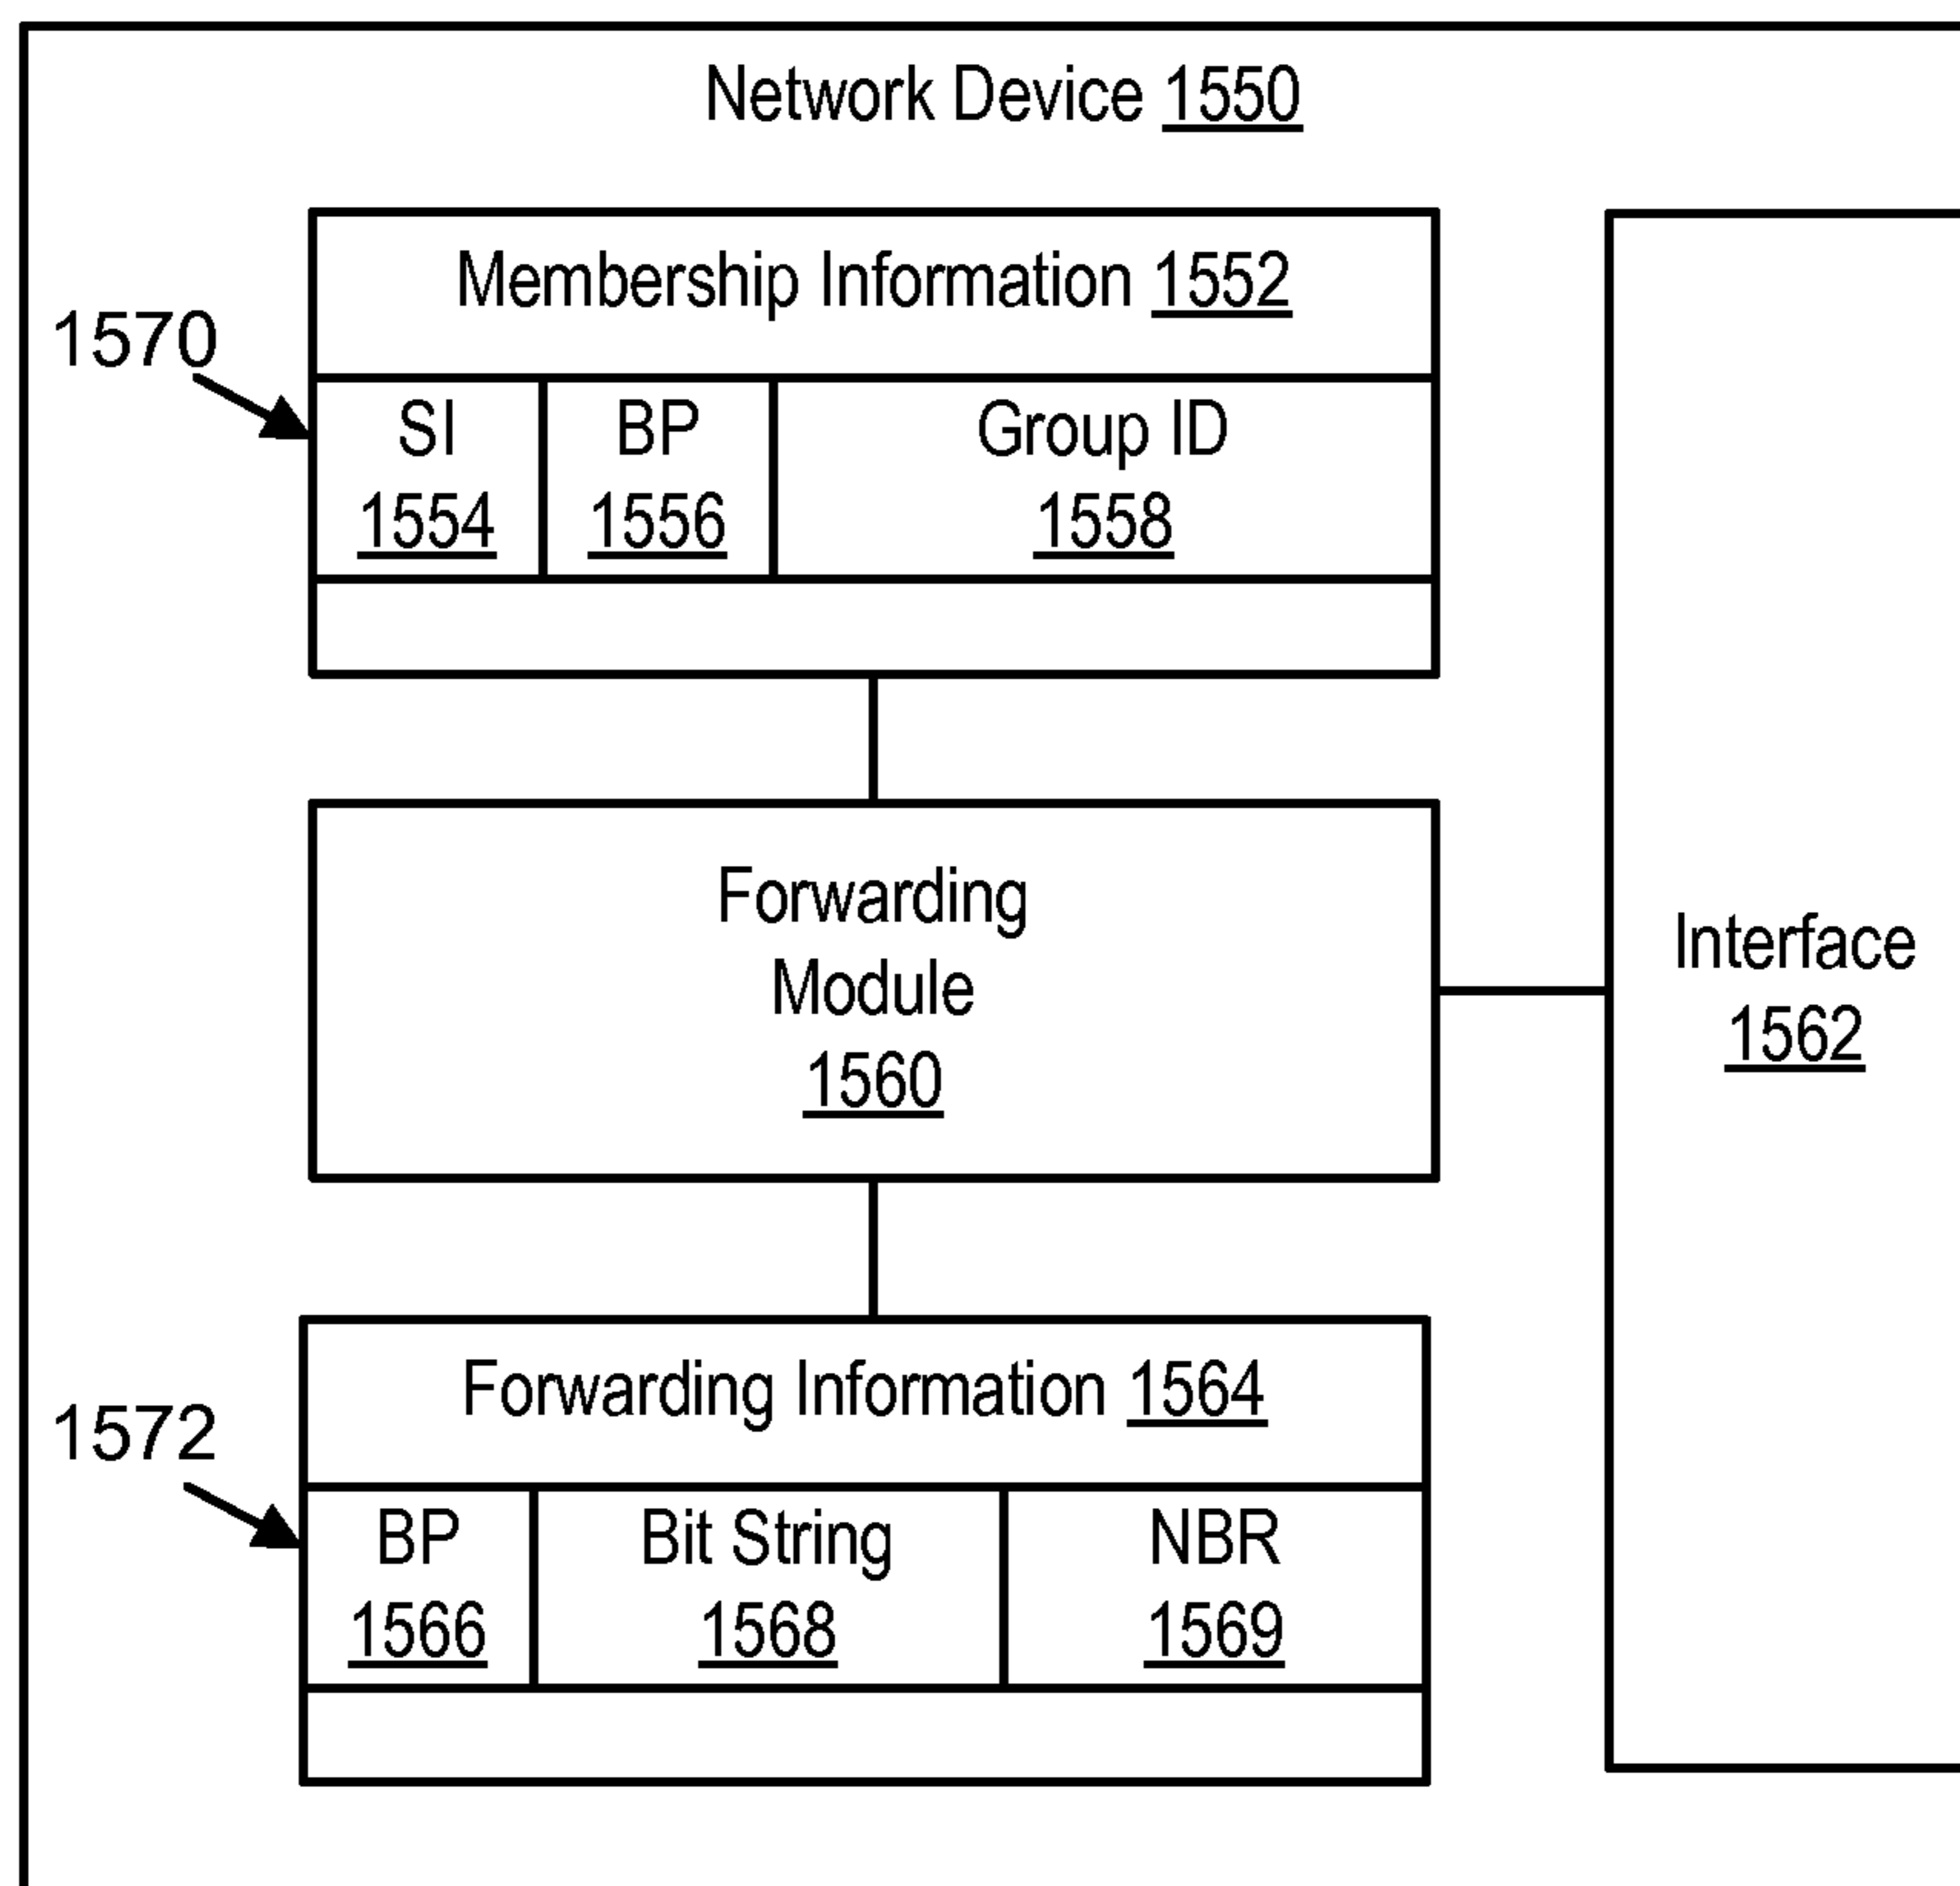 Network Device 1550
Membership Information 1552
1570
SI
1554
BP
1556
Group ID
1558
Forwarding
Module
1560
Interface
1562
Forwarding Information 1564
1572
BP
1566
Bit String
1568
NBR
1569